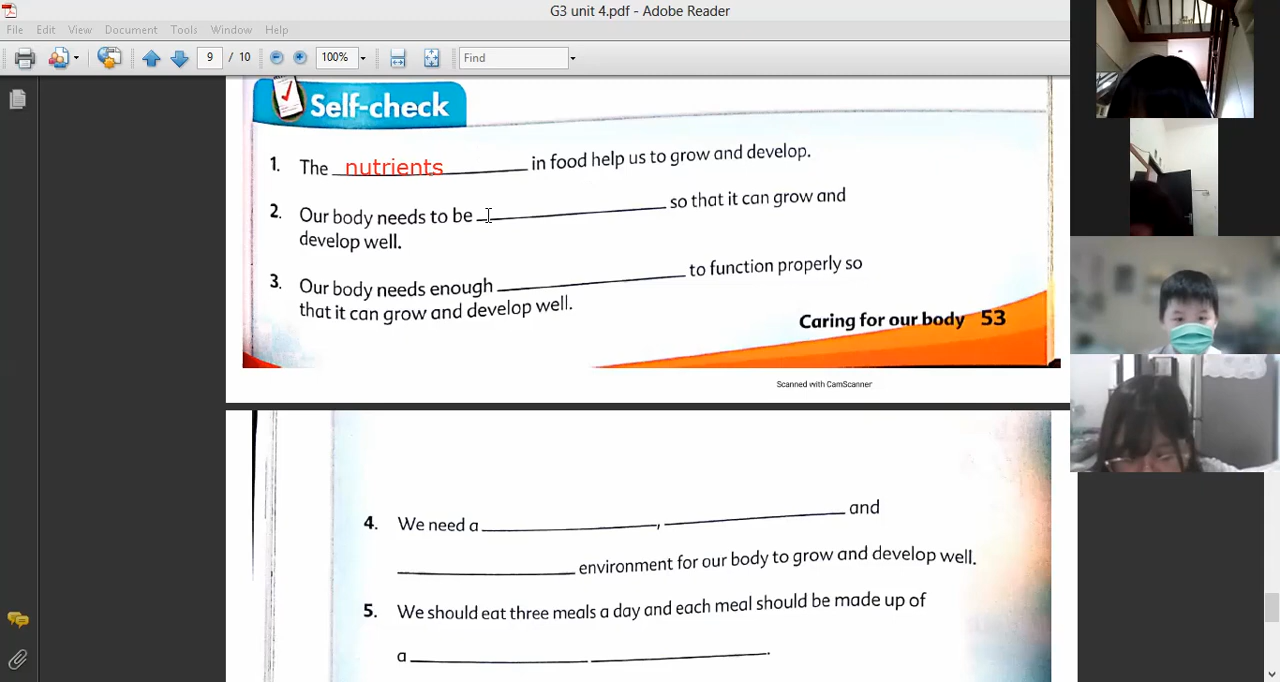 G3 unit 4.pdf - Adobe Reader
File Edit View Document Tools Window Help
9 / 10 100% Find
Self-check
1. The nutrients in food help us to grow and develop.
2. Our body needs to be so that it can grow and
develop well.
3. Our body needs enough to function properly so
that it can grow and develop well.
Caring for our body 53
Scanned with CamScanner
4. We need a , and
environment for our body to grow and develop well.
5. We should eat three meals a day and each meal should be made up of
a .